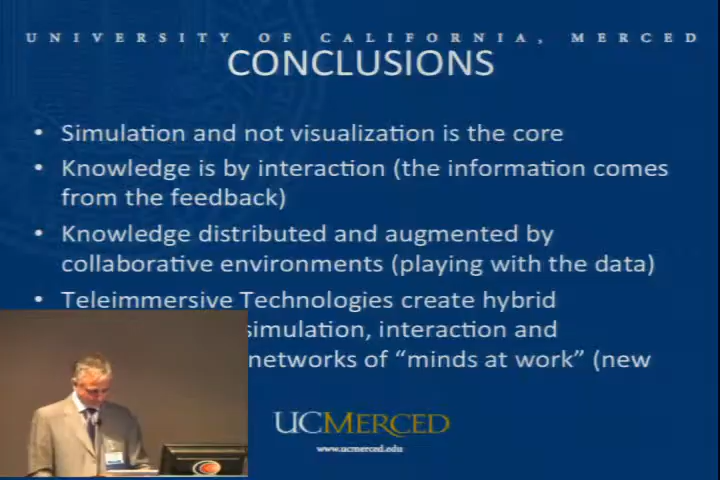 UNIVERSITY OF CALIFORNIA, MERCED
CONCLUSIONS
• Simulation and not visualization is the core
• Knowledge is by interaction (the information comes
from the feedback)
• Knowledge distributed and augmented by
collaborative environments (playing with the data)
• Teleimmersive Technologies create hybrid
simulation, interaction and
networks of “minds at work” (new
UCMERCED
www.ucmerced.edu